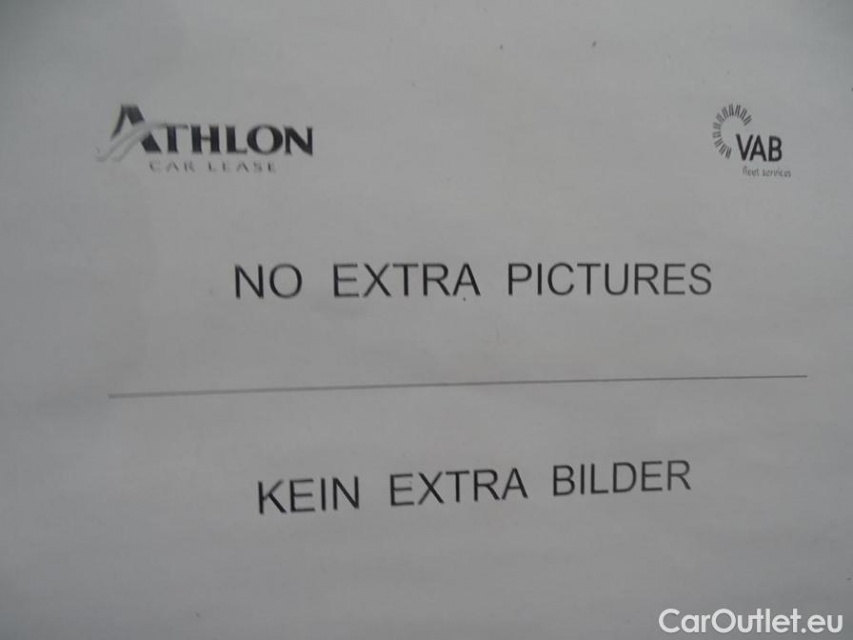 ATHLON
CAR LEASE
VAB
fleet services
NO EXTRA PICTURES
KEIN EXTRA BILDER
CarOutlet.eu